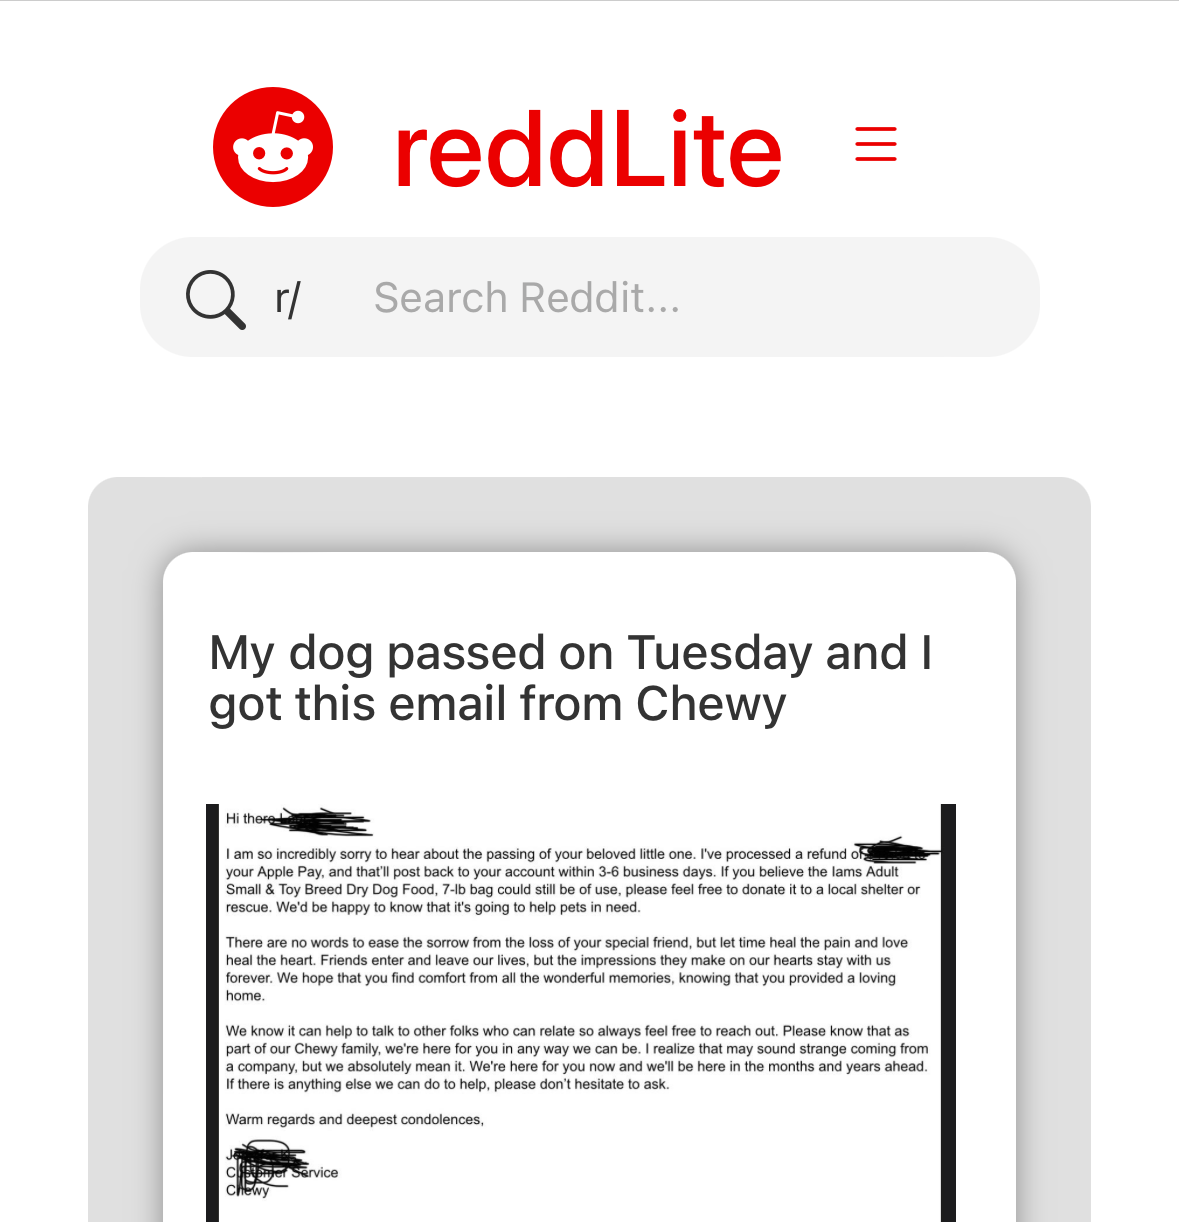 reddLite
r/ Search Reddit...
My dog passed on Tuesday and I
got this email from Chewy
Hi there
I am so incredibly sorry to hear about the passing of your beloved little one. I've processed a refund of
your Apple Pay, and that'll post back to your account within 3-6 business days. If you believe the Iams Adult
Small & Toy Breed Dry Dog Food, 7-lb bag could still be of use, please feel free to donate it to a local shelter or
rescue. We'd be happy to know that it's going to help pets in need.
There are no words to ease the sorrow from the loss of your special friend, but let time heal the pain and love
heal the heart. Friends enter and leave our lives, but the impressions they make on our hearts stay with us
forever. We hope that you find comfort from all the wonderful memories, knowing that you provided a loving
home.
We know it can help to talk to other folks who can relate so always feel free to reach out. Please know that as
part of our Chewy family, we're here for you in any way we can be. I realize that may sound strange coming from
a company, but we absolutely mean it. We're here for you now and we'll be here in the months and years ahead.
If there is anything else we can do to help, please don't hesitate to ask.
Warm regards and deepest condolences,
Customer Service
Chewy